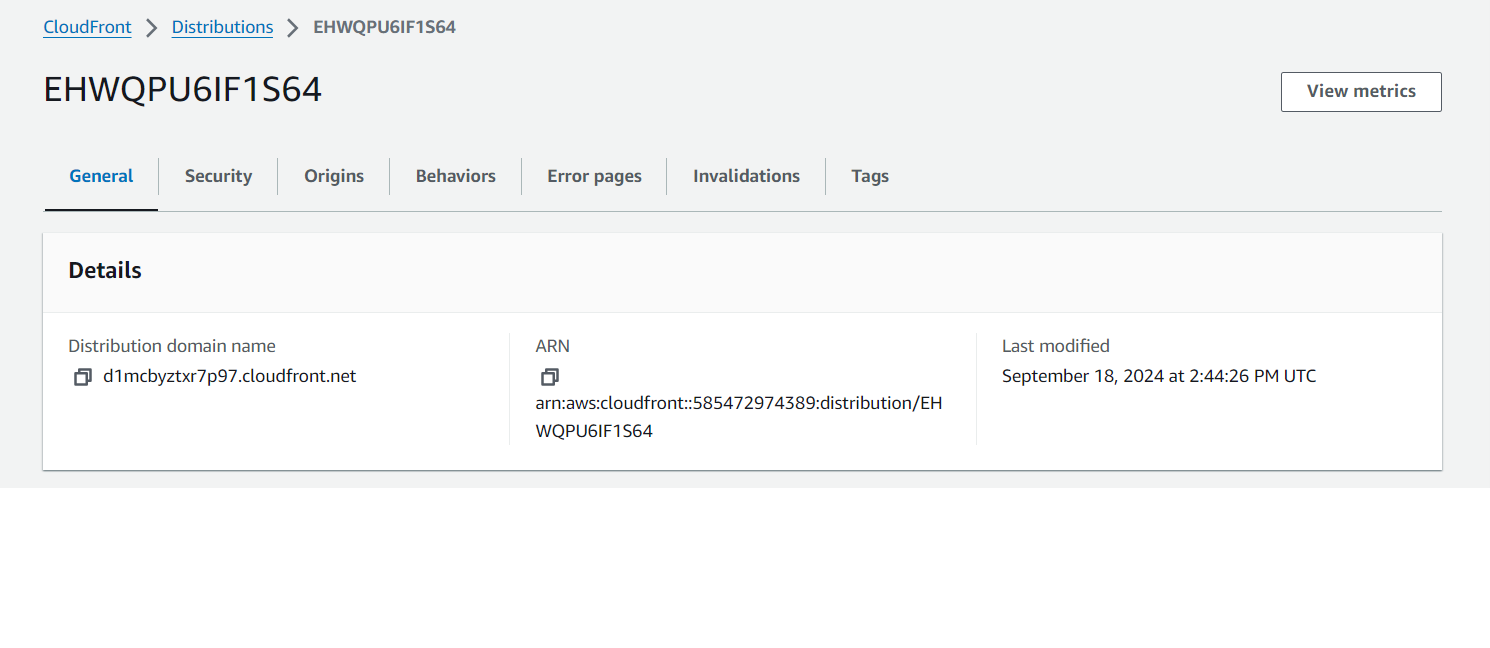 CloudFront > Distributions > EHWQPU6IF1S64
EHWQPU6IF1S64
View metrics
General Security Origins Behaviors Error pages Invalidations Tags
Details
Distribution domain name
d1mcbyztxr7p97.cloudfront.net
ARN
arn:aws:cloudfront::585472974389:distribution/EH
WQPU6IF1S64
Last modified
September 18, 2024 at 2:44:26 PM UTC